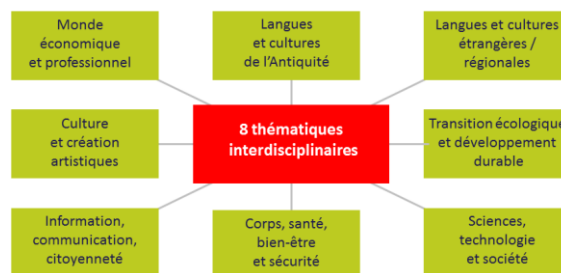 Monde
économique
et professionnel
Langues
et cultures
de l'Antiquité
Langues et cultures
étrangères /
régionales
Culture
et création
artistiques
8 thématiques
interdisciplinaires
Transition écologique
et développement
durable
Information,
communication,
citoyenneté
Corps, santé,
bien-être
et sécurité
Sciences,
technologie
et société